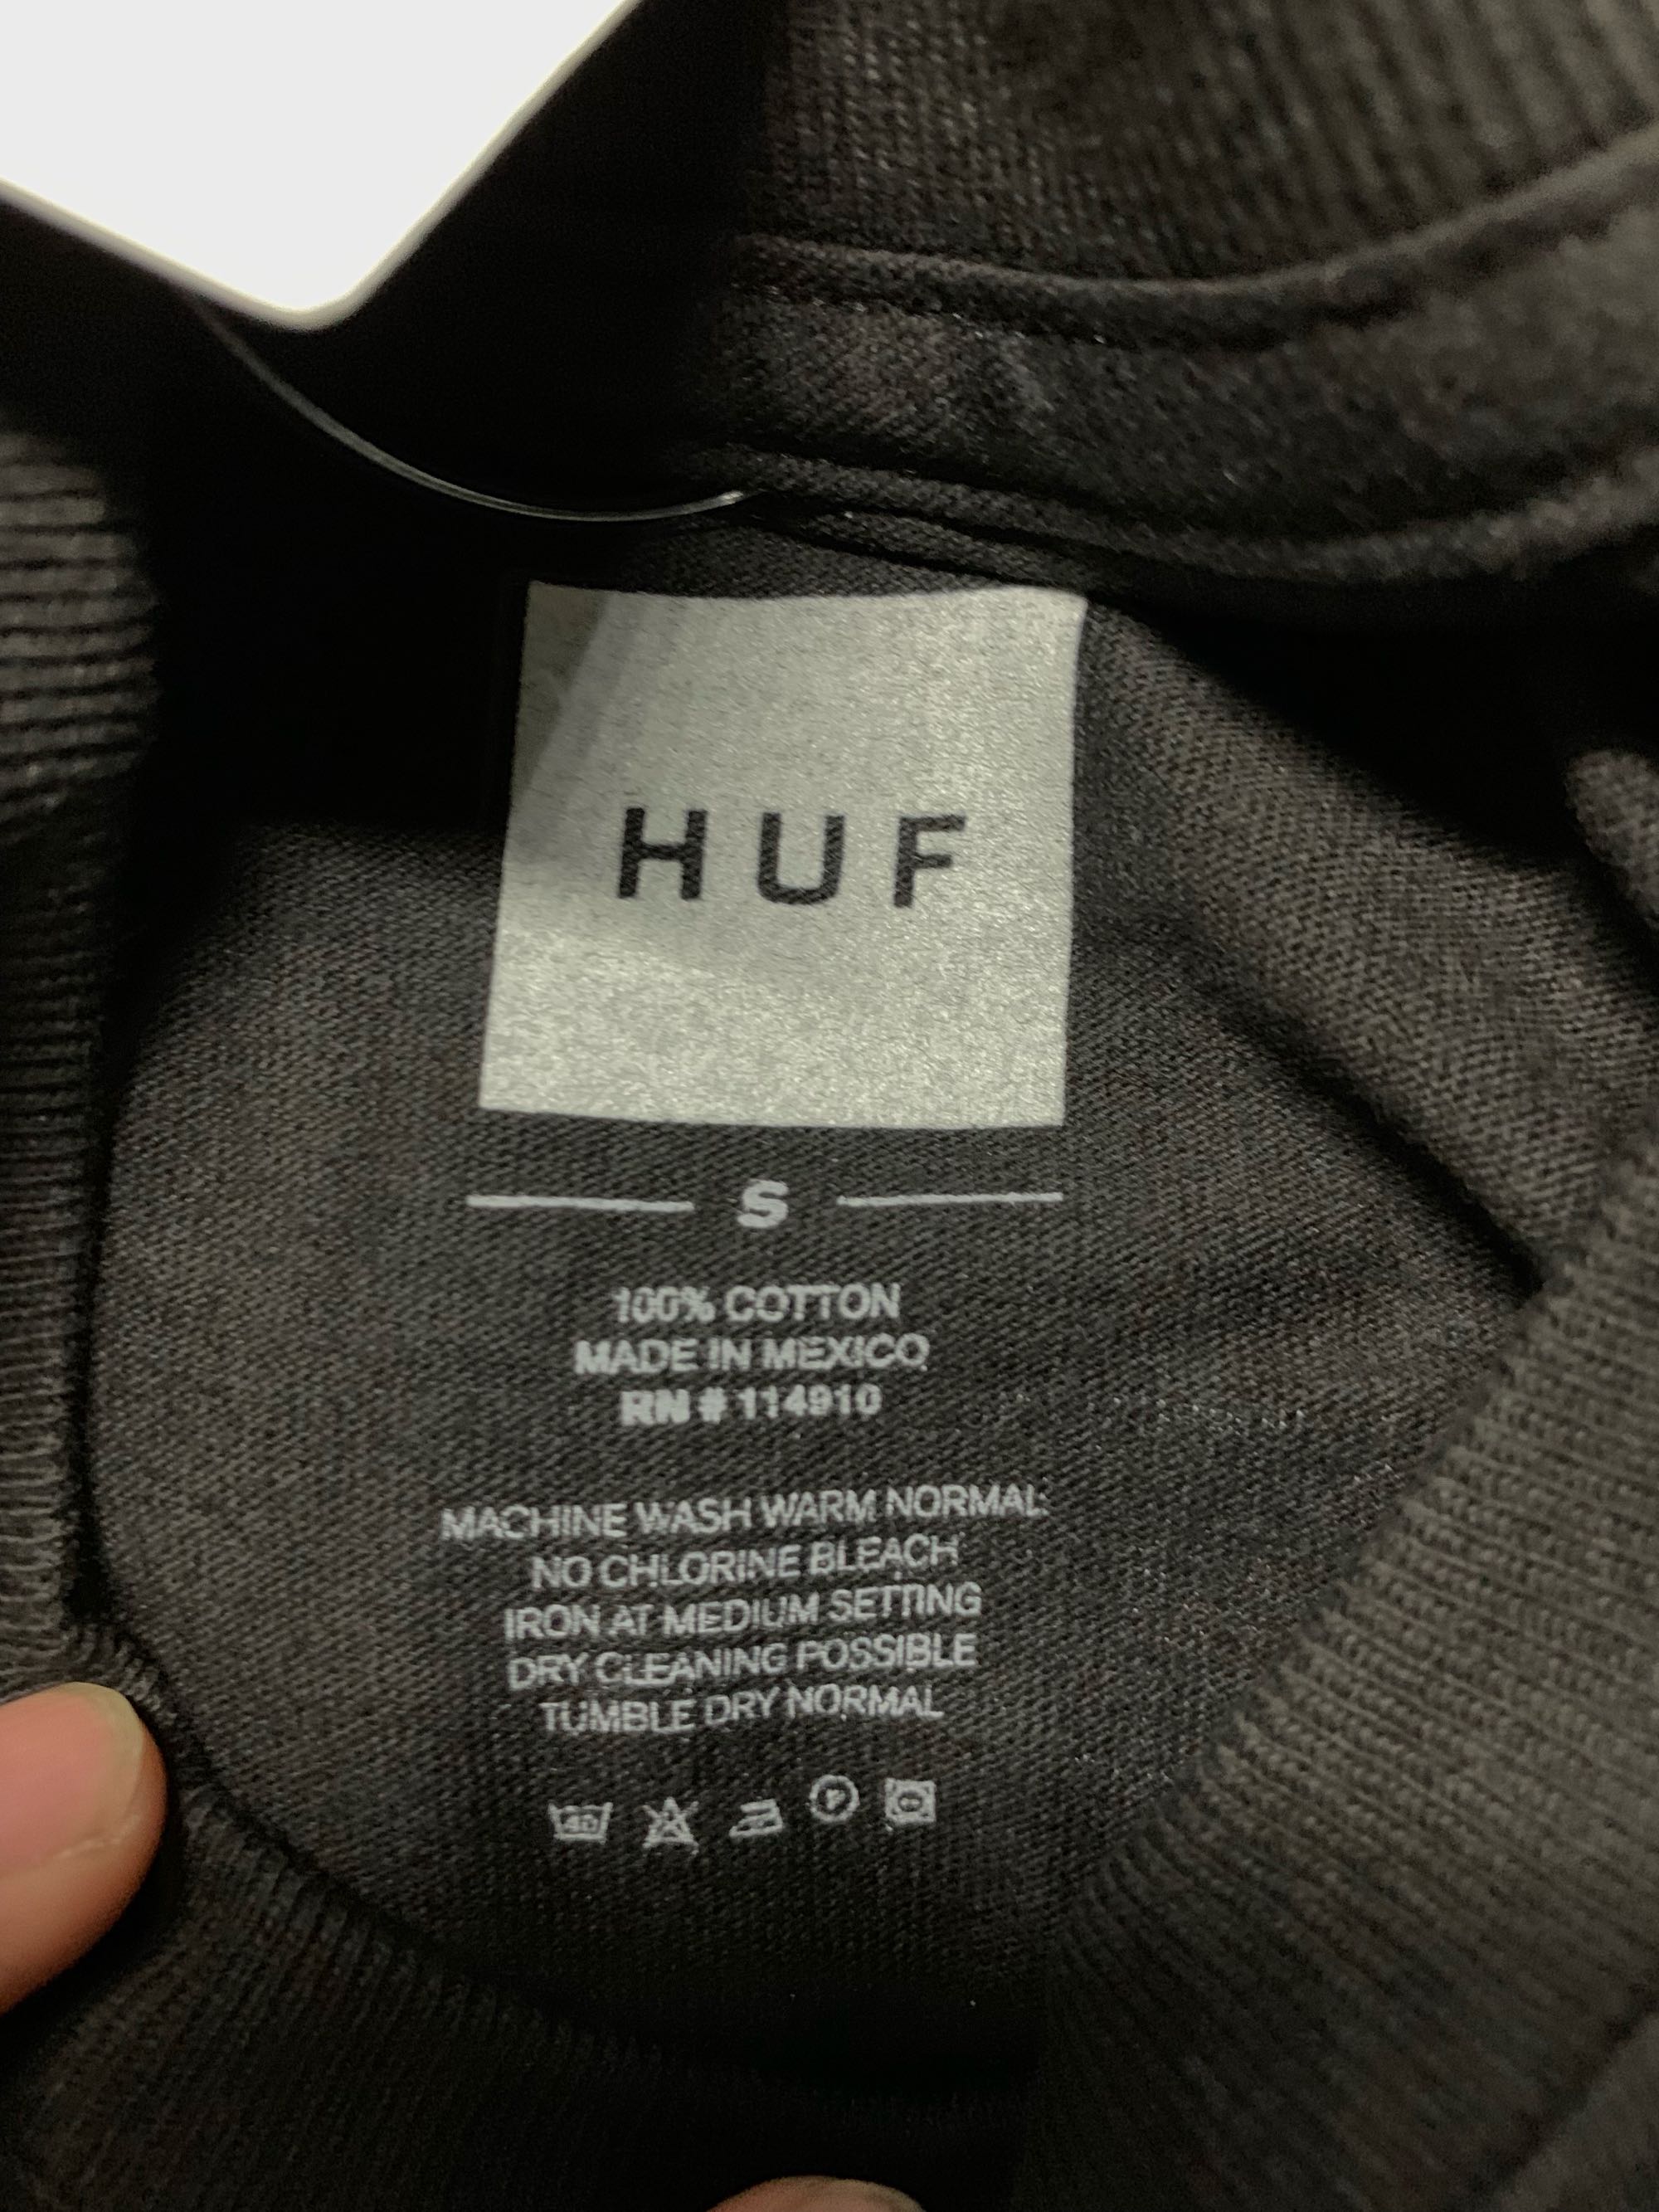 HUF
S
100% COTTON
MADE IN MEXICO
RN # 114910
MACHINE WASH WARM NORMAL
NO CHLORINE BLEACH
IRON AT MEDIUM SETTING
DRY CLEANING POSSIBLE
TUMBLE DRY NORMAL
P